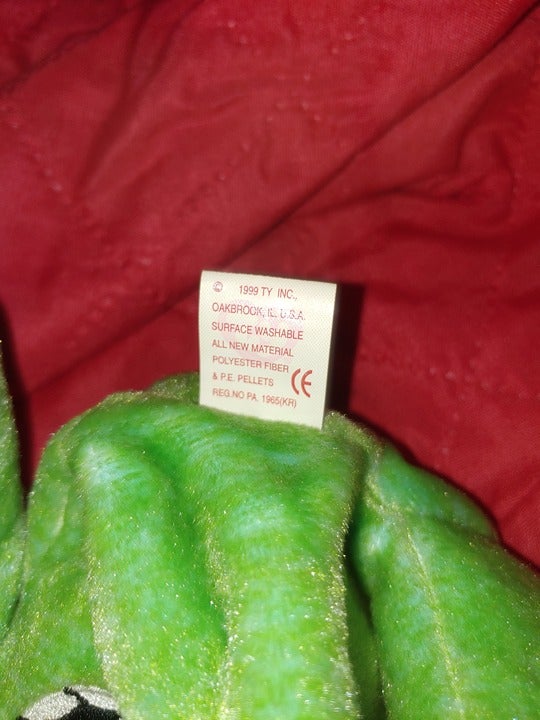 © 1999 TY INC.,
OAKBROOK, IL. U.S.A.
SURFACE WASHABLE
ALL NEW MATERIAL
POLYESTER FIBER
& P.E. PELLETS CE
REG.NO PA. 1965(KR)